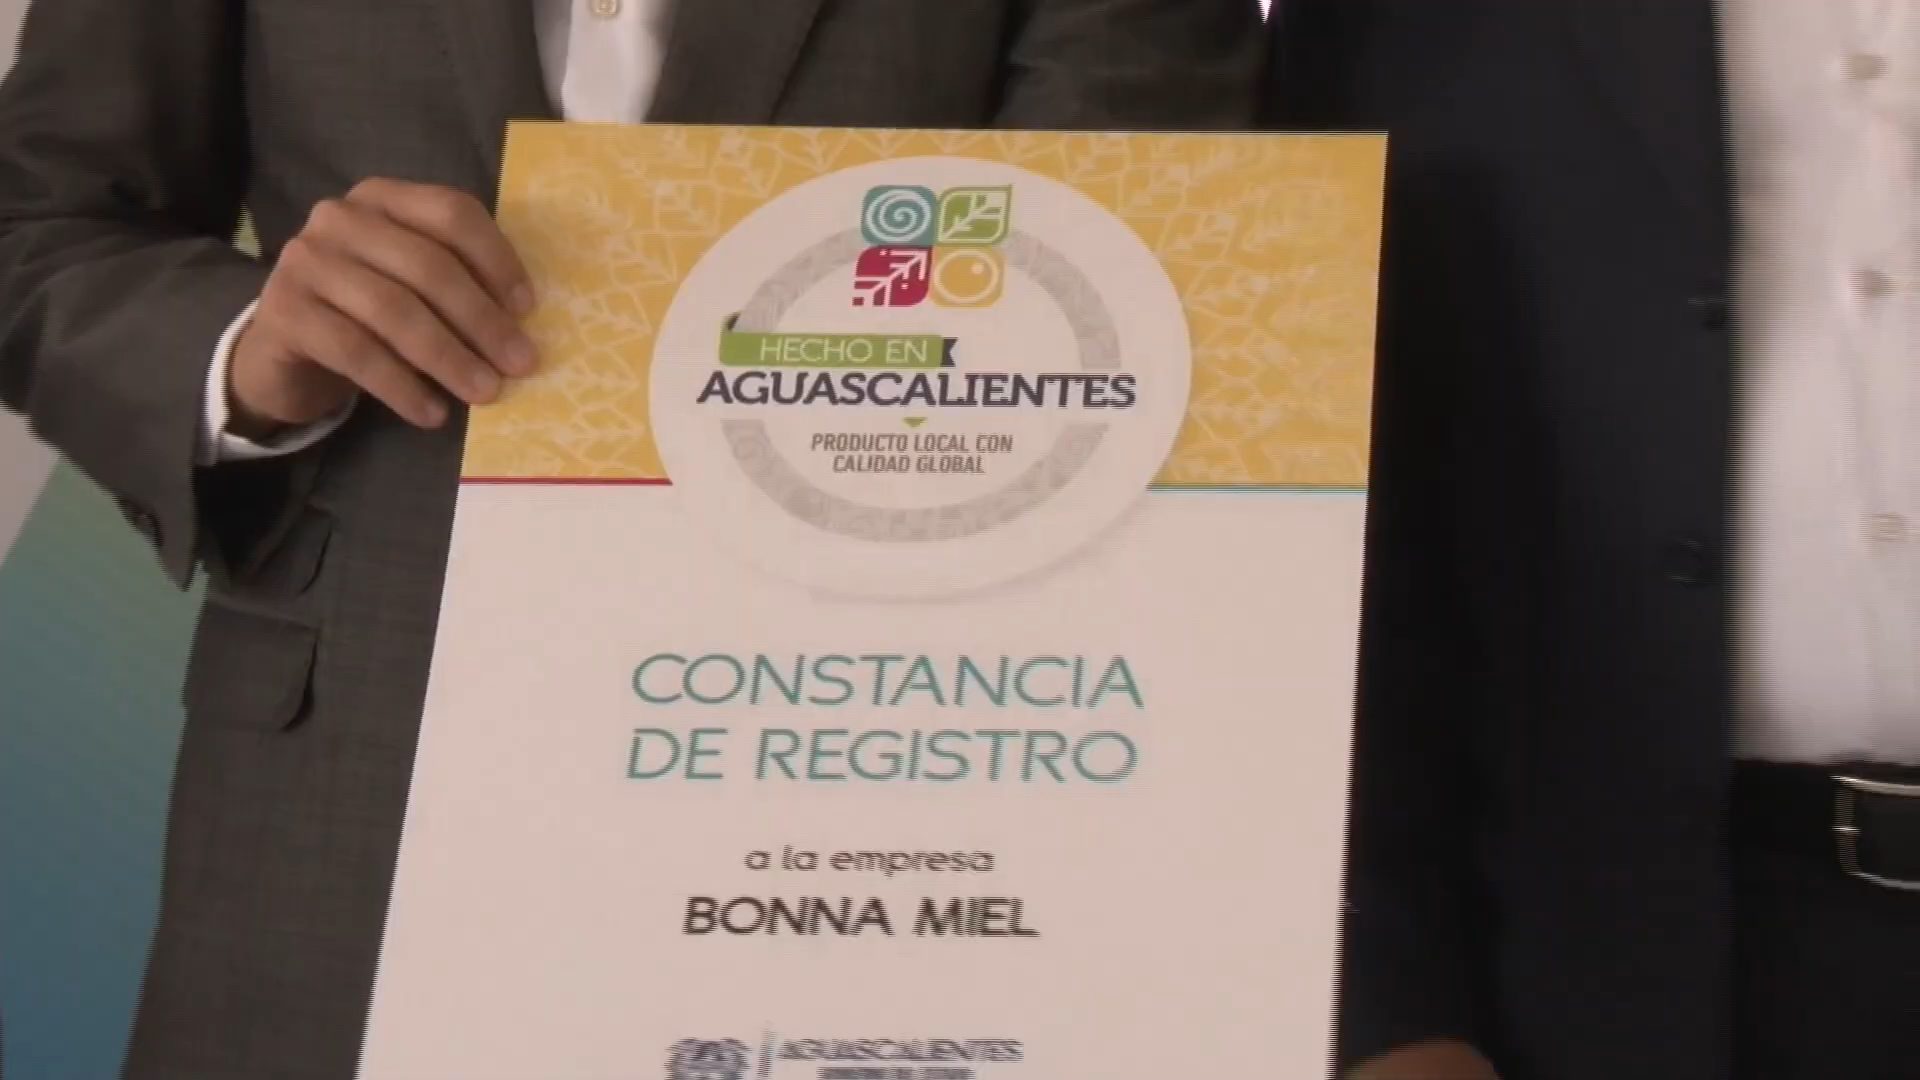 HECHO EN
AGUASCALIENTES
PRODUCTO LOCAL CON
CALIDAD GLOBAL
CONSTANCIA
DE REGISTRO
a la empresa
BONNA MIEL
AGUASCALIENTES